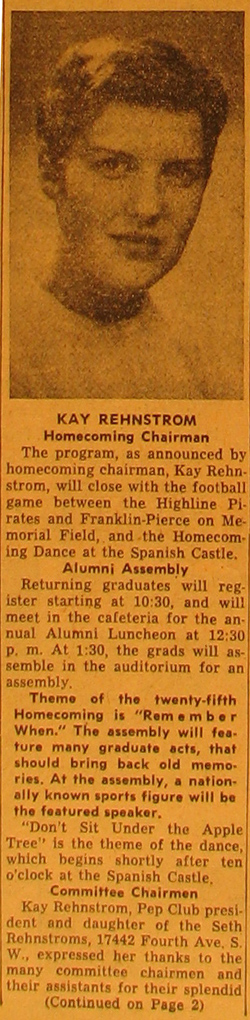 KAY REHNSTROM
Homecoming Chairman
The program, as announced by
homecoming chairman, Kay Rehn-
strom, will close with the football
game between the Highline Pi-
rates and Franklin-Pierce on Me-
morial Field, and the Homecom-
ing Dance at the Spanish Castle.
Alumni Assembly
Returning graduates will reg-
ister starting at 10:30, and will
meet in the cafeteria for the an-
nual Alumni Luncheon at 12:30
p. m. At 1:30, the grads will as-
semble in the auditorium for an
assembly.
Theme of the twenty-fifth
Homecoming is "Remember
When." The assembly will fea-
ture many graduate acts, that
should bring back old memo-
ries. At the assembly, a nation-
ally known sports figure will be
the featured speaker.
"Don't Sit Under the Apple
Tree" is the theme of the dance,
which begins shortly after ten
o'clock at the Spanish Castle.
Committee Chairmen
Kay Rehnstrom, Pep Club presi-
dent and daughter of the Seth
Rehnstroms, 17442 Fourth Ave. S.
W., expressed her thanks to the
many committee chairmen and
their assistants for their splendid
(Continued on Page 2)